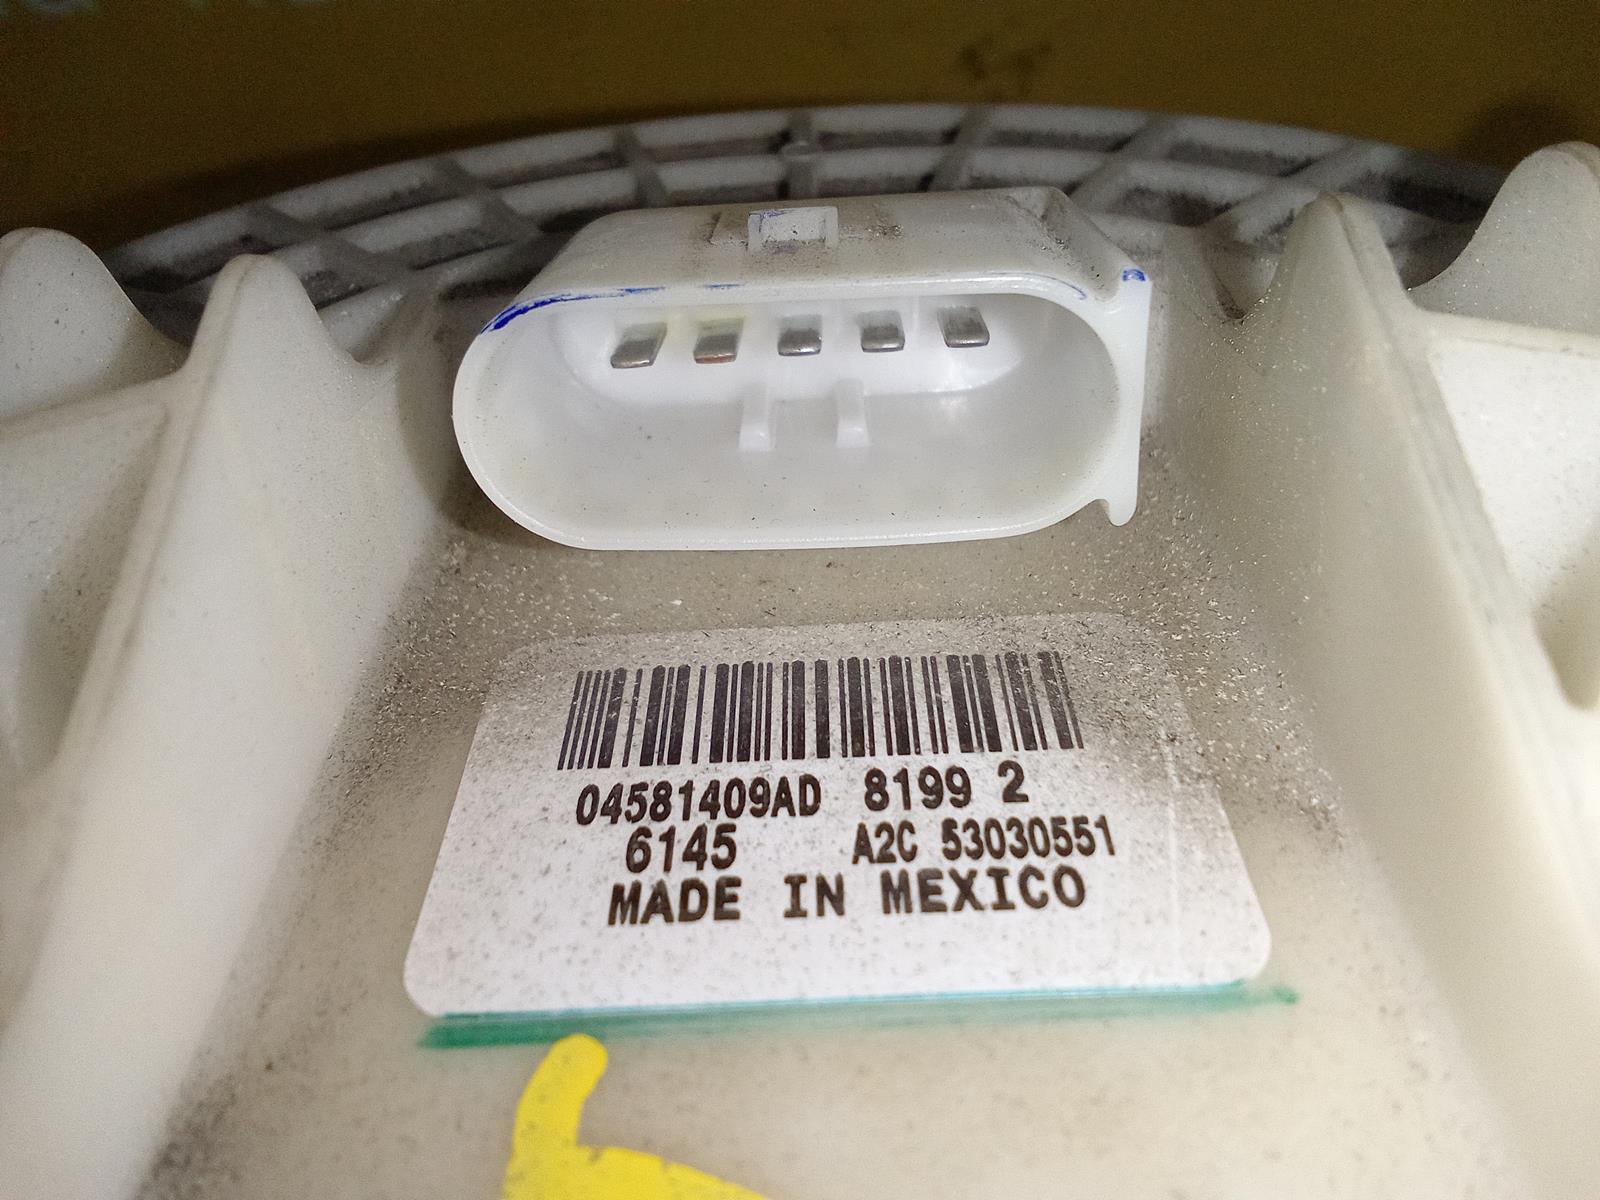 04581409AD 8199 2
6145 A2C 53030551
MADE IN MEXICO